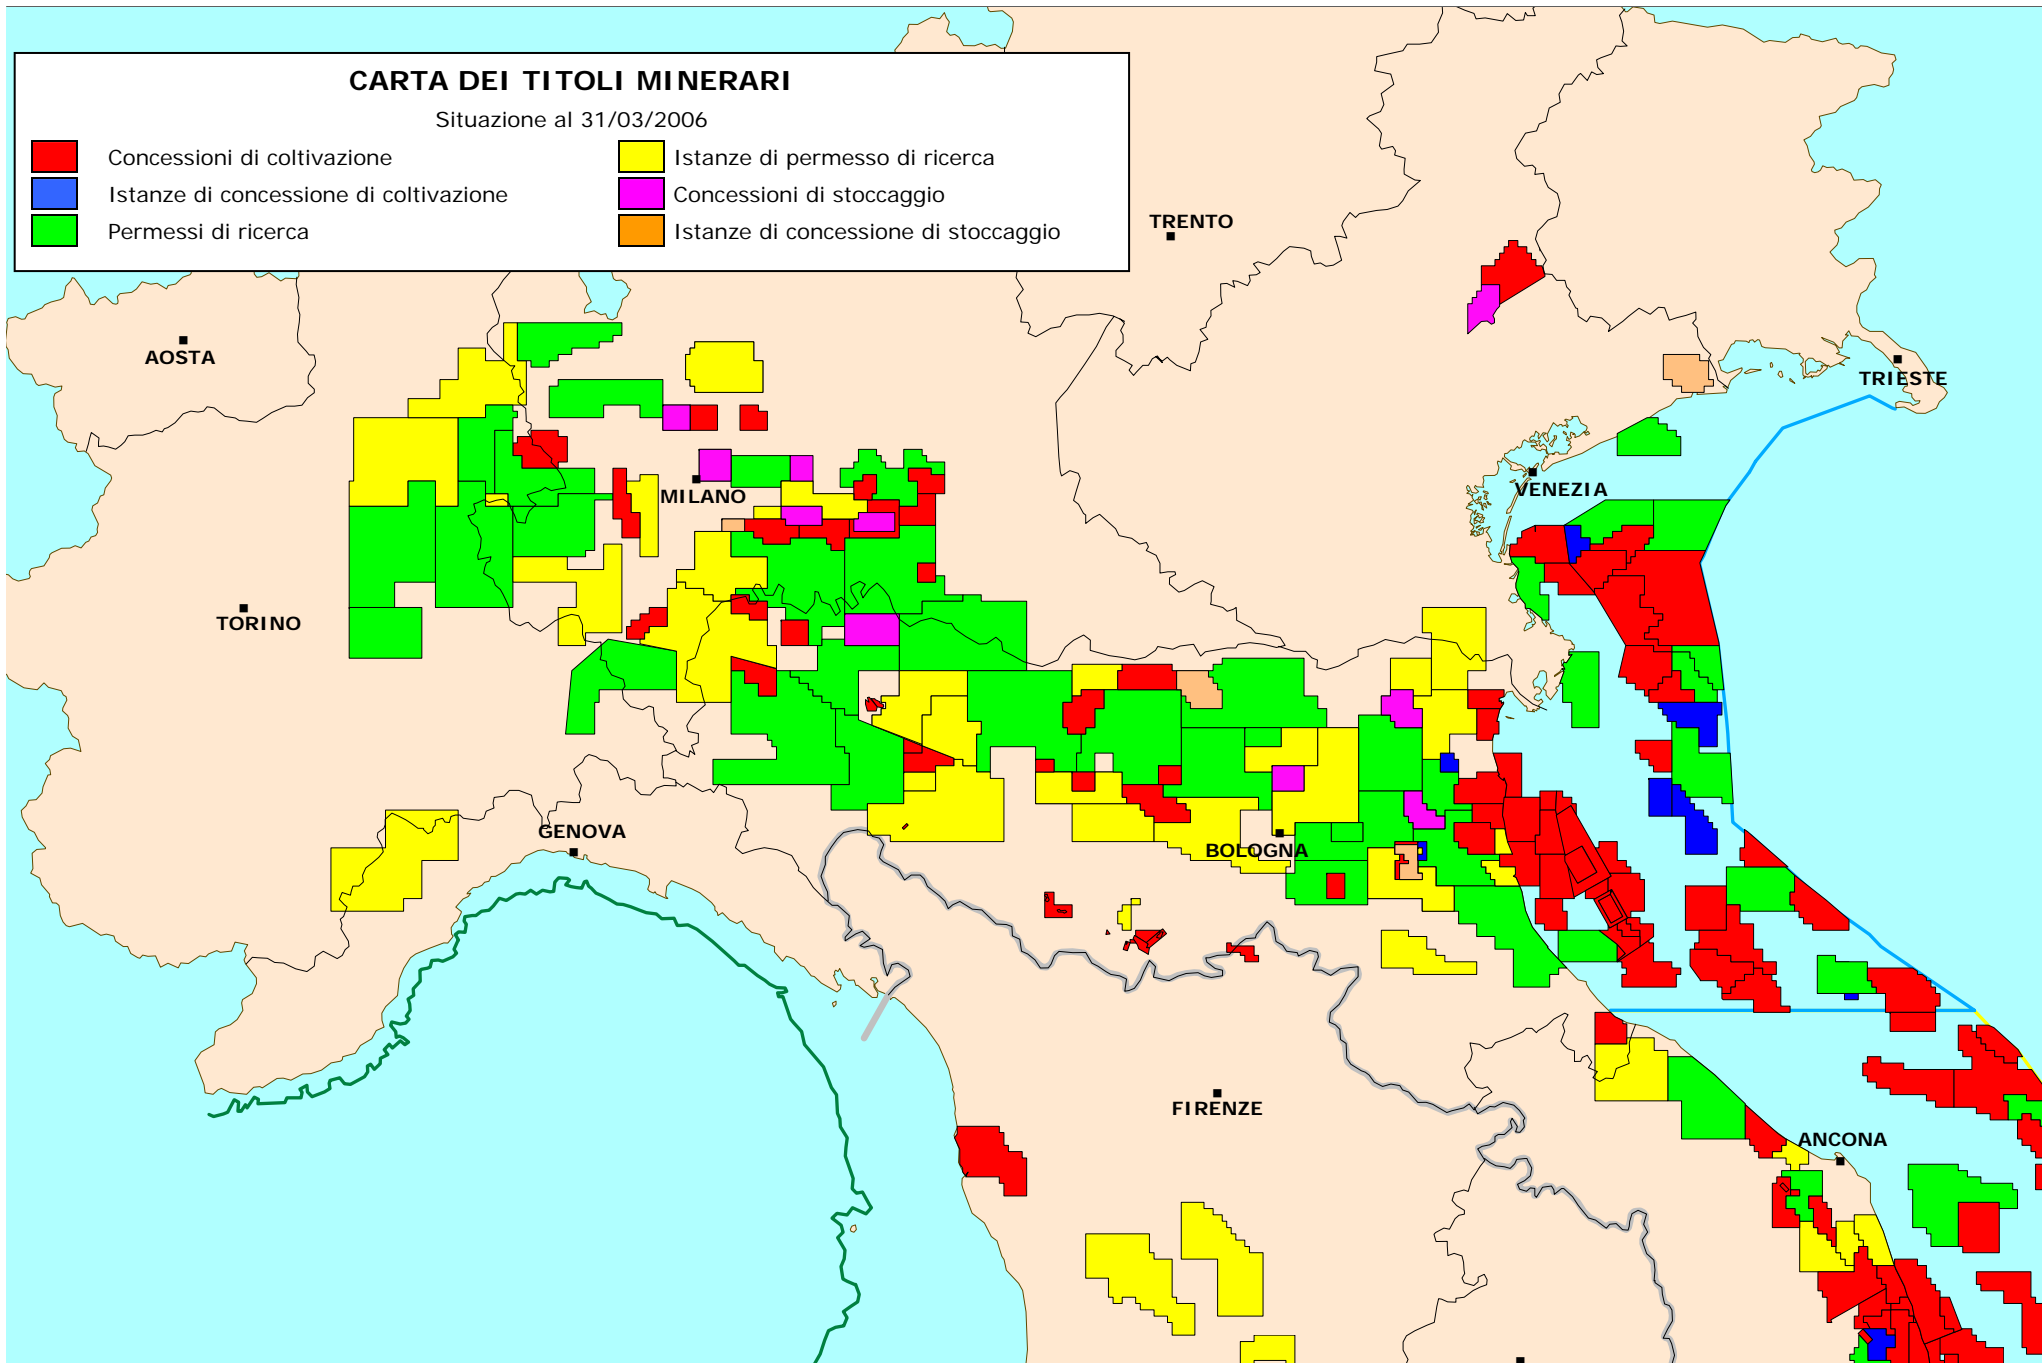 CARTA DEI TITOLI MINERARI
Situazione al 31/03/2006
Concessioni di coltivazione
Istanze di permesso di ricerca
Istanze di concessione di coltivazione
Concessioni di stoccaggio
Permessi di ricerca
Istanze di concessione di stoccaggio
TRENTO
AOSTA
TRIESTE
MILANO
VENEZIA
TORINO
GENOVA
BOLOGNA
FIRENZE
ANCONA